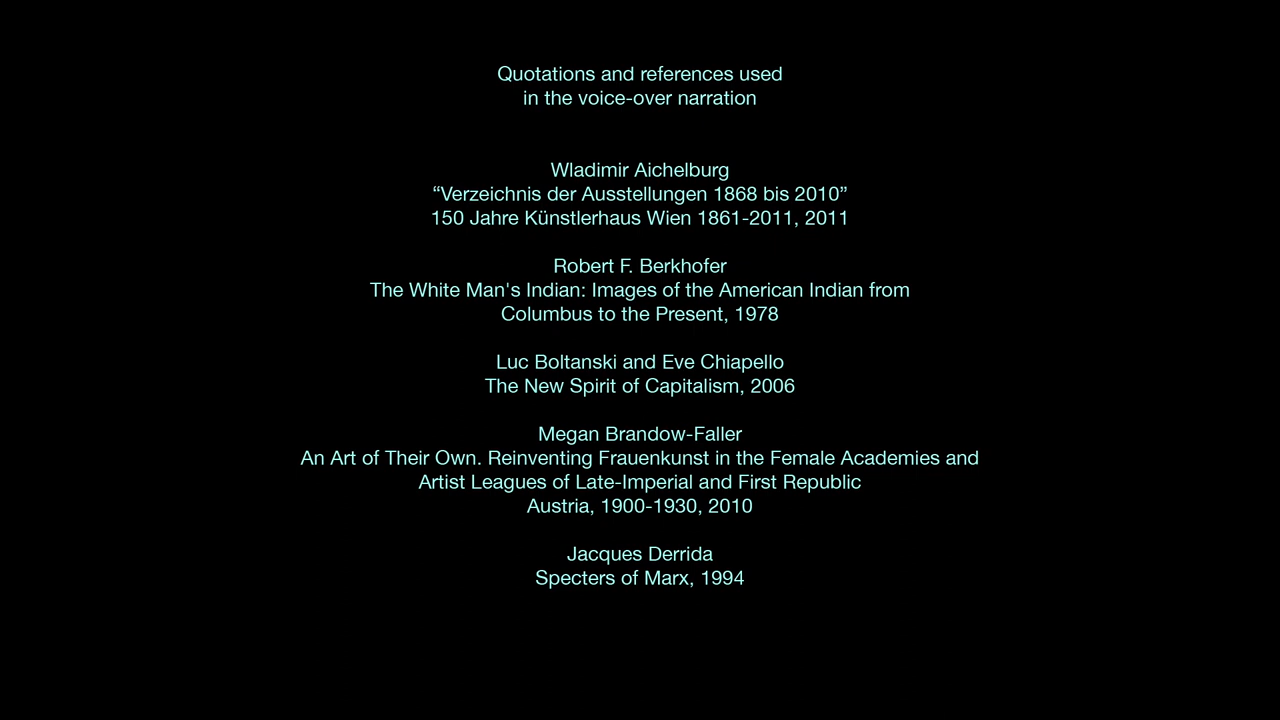 Quotations and references used
in the voice-over narration
Wladimir Aichelburg
“Verzeichnis der Ausstellungen 1868 bis 2010”
150 Jahre Künstlerhaus Wien 1861-2011, 2011
Robert F. Berkhofer
The White Man's Indian: Images of the American Indian from
Columbus to the Present, 1978
Luc Boltanski and Eve Chiapello
The New Spirit of Capitalism, 2006
Megan Brandow-Faller
An Art of Their Own. Reinventing Frauenkunst in the Female Academies and
Artist Leagues of Late-Imperial and First Republic
Austria, 1900-1930, 2010
Jacques Derrida
Specters of Marx, 1994